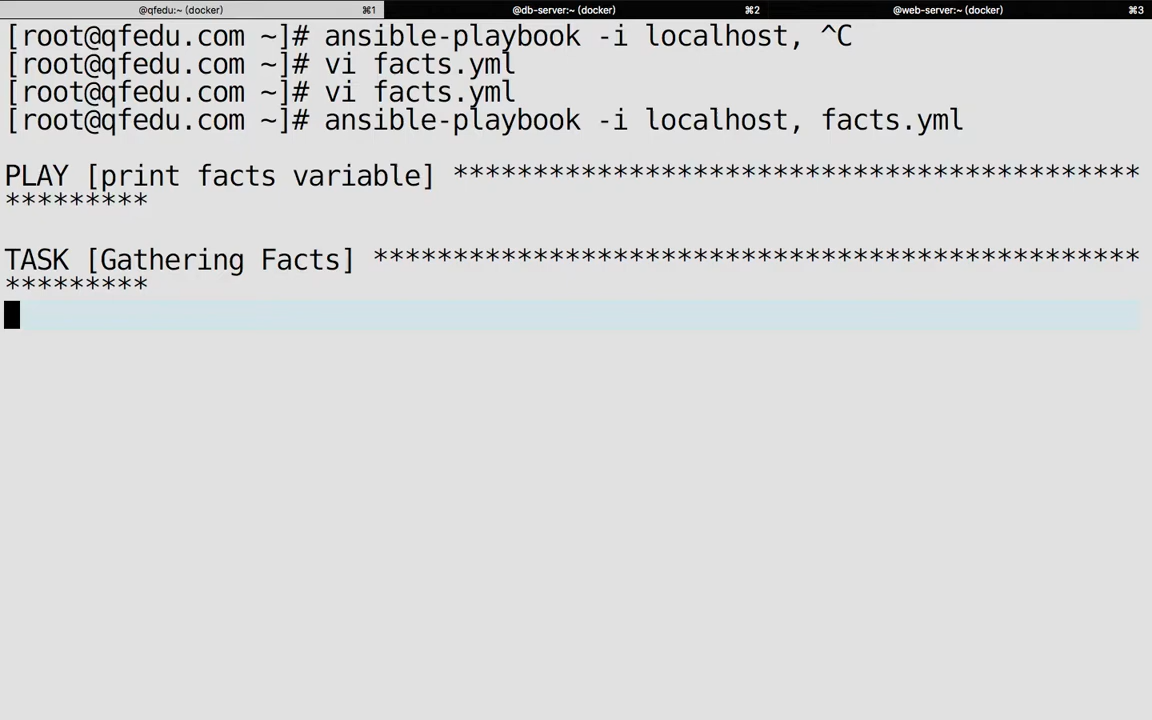 @qfedu:~ (docker) ⌘1 @db-server:~ (docker) ⌘2 @web-server:~ (docker) ⌘3
[root@qfedu.com ~]# ansible-playbook -i localhost, ^C
[root@qfedu.com ~]# vi facts.yml
[root@qfedu.com ~]# vi facts.yml
[root@qfedu.com ~]# ansible-playbook -i localhost, facts.yml
PLAY [print facts variable] *******************************************
*********
TASK [Gathering Facts] ************************************************
*********